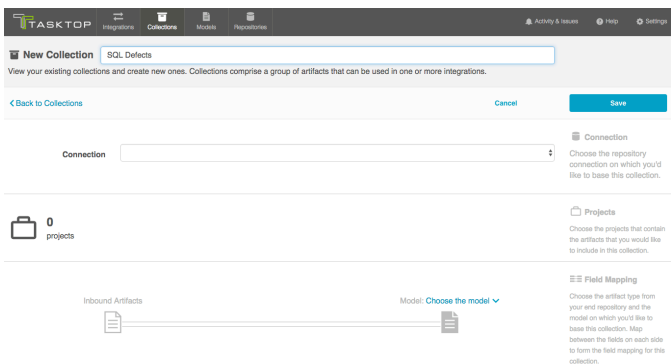 TASKTOP
Integrations
Collections
Models
Repositories
Activity & Issues
Help
Settings
New Collection
SQL Defects
View your existing collections and create new ones. Collections comprise a group of artifacts that can be used in one or more integrations.
Back to Collections
Cancel
Save
Connection
Connection
Choose the repository
connection on which you'd
like to base this collection.
0
projects
Projects
Choose the projects that contain
the artifacts that you would like
to include in this collection.
Inbound Artifacts
Model: Choose the model
Field Mapping
Choose the artifact type from
your end repository and the
model on which you'd like to
base this collection. Map
between the fields on each side
to form the field mapping for this
collection.